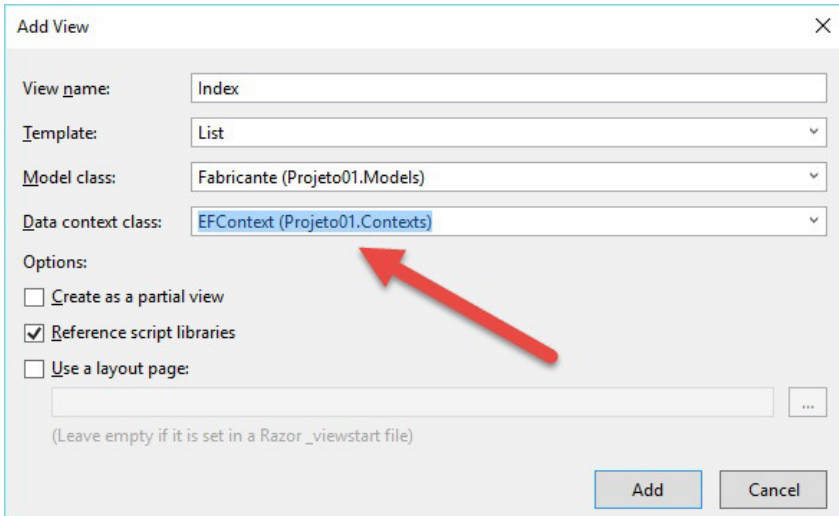 Add View
View name: Index
Template: List
Model class: Fabricante (Projeto01.Models)
Data context class: EFContext (Projeto01.Contexts)
Options:
Create as a partial view
Reference script libraries
Use a layout page:
...
(Leave empty if it is set in a Razor _viewstart file)
Add Cancel